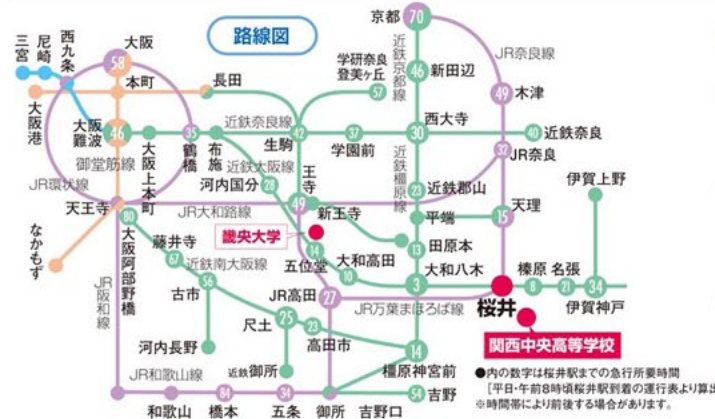 路線図
三宮
尼崎
西九条
大阪
58
本町
長田
大阪港
大阪難波
46
御堂筋線
大阪上本町
35
鶴橋
布施
近鉄奈良線
近鉄大阪線
JR環状線
天王寺
なかもず
河内国分
28
生駒
42
37
学園前
学研奈良
登美ヶ丘
57
京都
70
近鉄京都線
46
新田辺
JR奈良線
49
木津
西大寺
30
40
近鉄奈良
32
JR奈良
近鉄橿原線
23
近鉄郡山
平端
天理
15
伊賀上野
王寺
49
新王寺
JR大和路線
畿央大学
14
五位堂
13
田原本
大和高田
10
大和八木
3
桜井
榛原
8
名張
21
34
伊賀神戸
関西中央高等学校
80
大阪阿部野橋
藤井寺
67
近鉄南大阪線
56
古市
河内長野
JR阪和線
JR高田
27
JR万葉まほろば線
尺土
25
23
高田市
近鉄御所
14
橿原神宮前
54
吉野
JR和歌山線
和歌山
84
橋本
34
五条
御所
吉野口
●内の数字は桜井駅までの急行所要時間
［平日・午前8時頃桜井駅到着の運行表より算出
※時間帯により前後する場合があります。